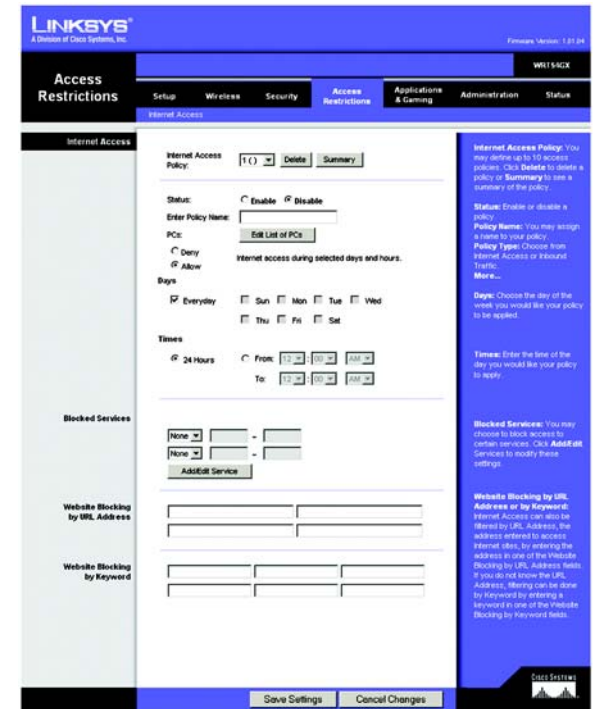 LINKSYS®
A Division of Cisco Systems, Inc.
Firmware Version: 1.01.04
WRT54GX
Access
Restrictions
Setup Wireless Security Access Restrictions Applications & Gaming Administration Status
Internet Access
Internet Access
Internet Access Policy: 1 ( ) Delete Summary
Status: Enable Disable
Enter Policy Name:
PCs: Edit List of PCs
Deny
Allow
Internet access during selected days and hours.
Days
Everyday Sun Mon Tue Wed
Thu Fri Sat
Times
24 Hours From: 12 : 00 AM
To: 12 : 00 AM
Blocked Services
None -
None -
Add/Edit Service
Website Blocking
by URL Address
Website Blocking
by Keyword
Internet Access Policy: You
may define up to 10 access
policies. Click Delete to delete a
policy or Summary to see a
summary of the policy.
Status: Enable or disable a
policy.
Policy Name: You may assign
a name to your policy.
Policy Type: Choose from
Internet Access or Inbound
Traffic.
More...
Days: Choose the day of the
week you would like your policy
to be applied.
Times: Enter the time of the
day you would like your policy
to apply.
Blocked Services: You may
choose to block access to
certain services. Click Add/Edit
Services to modify these
settings.
Website Blocking by URL
Address or by Keyword:
Internet Access can also be
filtered by URL Address, the
address entered to access
Internet sites, by entering the
address in one of the Website
Blocking by URL Address fields.
If you do not know the URL
Address, filtering can be done
by Keyword by entering a
keyword in one of the Website
Blocking by Keyword fields.
Save Settings Cancel Changes
CISCO SYSTEMS